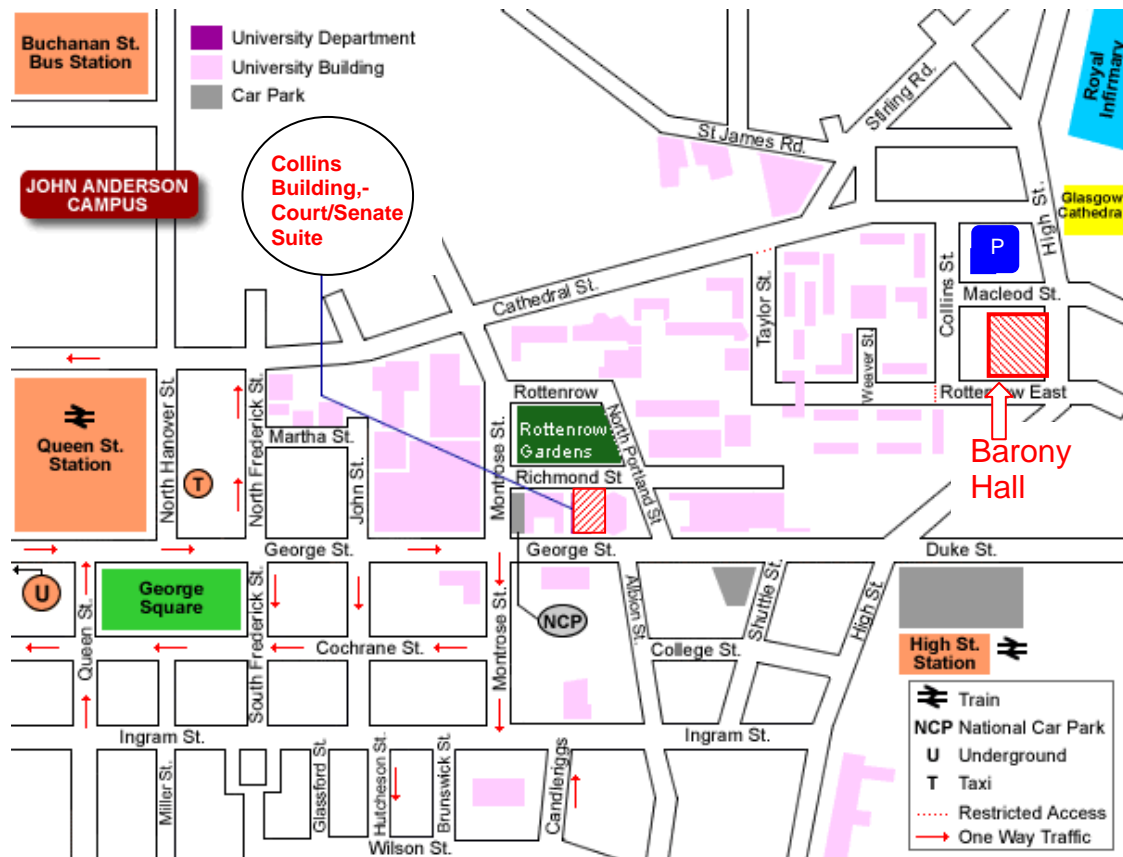 Buchanan St.
Bus Station
University Department
University Building
Car Park
JOHN ANDERSON
CAMPUS
Collins
Building,-
Court/Senate
Suite
St James Rd.
Stirling Rd.
Royal
Infirmary
High St.
Glasgow
Cathedral
P
Macleod St.
Collins St.
Cathedral St.
Taylor St.
Weaver St.
Rottenrow East
Barony
Hall
Queen St.
Station
North Hanover St.
T
North Frederick St.
Martha St.
John St.
Montrose St.
Rottenrow
Rottenrow
Gardens
North Portland St
Richmond St
George St.
George St.
Duke St.
U
George
Square
Queen St.
South Frederick St.
Cochrane St.
Montrose St.
NCP
Albion St.
Shuttle St.
College St.
High St
High St.
Station
Ingram St.
Ingram St.
Miller St.
Glassford St.
Hutcheson St.
Brunswick St.
Candleriggs
Wilson St.
Train
NCP National Car Park
U Underground
T Taxi
Restricted Access
One Way Traffic